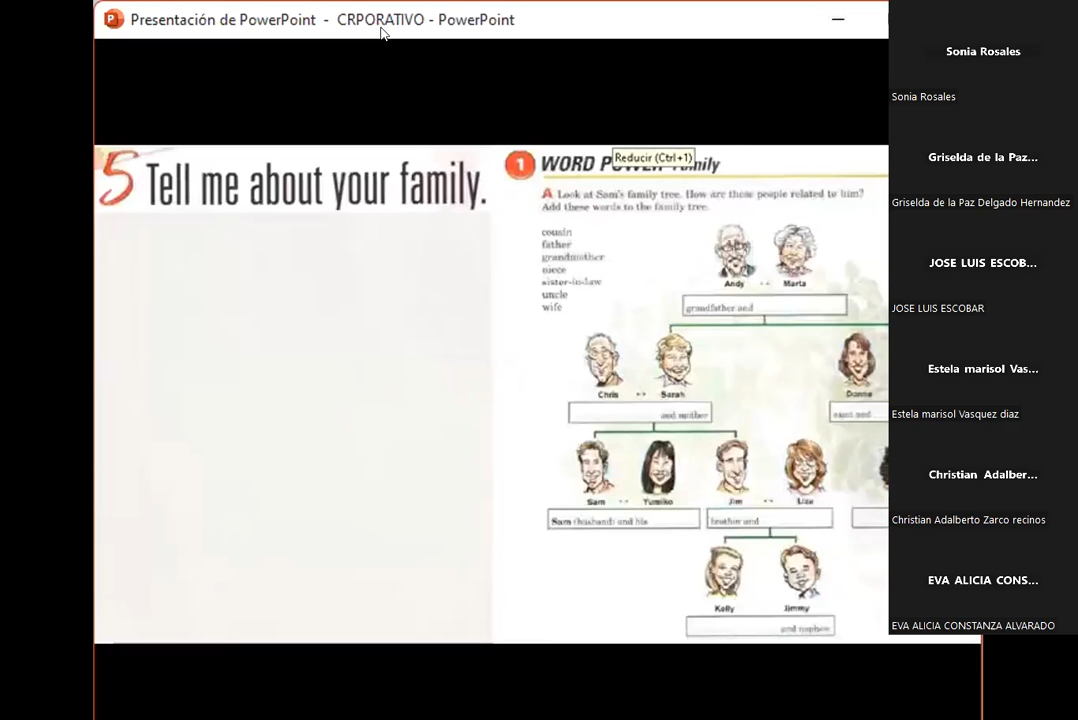 Presentación de PowerPoint - CRPORATIVO - PowerPoint
5 Tell me about your family.
1 WORD
Reducir (Ctrl+1)
A Look at Sam's family tree. How are these people related to him?
Add these words to the family tree.
cousin
father
grandmother
niece
sister-in-law
uncle
wife
Andy Marta
grandfather and
Chris Sarah
and mother
Donna
aunt and
Sam Yumiko
Sam (husband) and his
Jim Liza
brother and
Kelly Jimmy
and nephew
Sonia Rosales
Sonia Rosales
Griselda de la Paz...
Griselda de la Paz Delgado Hernandez
JOSE LUIS ESCOB...
JOSE LUIS ESCOBAR
Estela marisol Vas...
Estela marisol Vasquez diaz
Christian Adalber...
Christian Adalberto Zarco recinos
EVA ALICIA CONS...
EVA ALICIA CONSTANZA ALVARADO